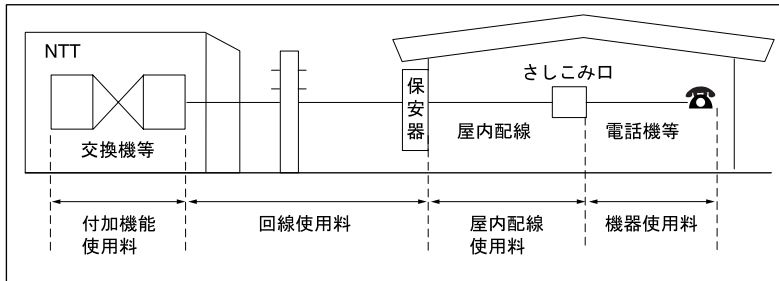 NTT
さしこみ口
保安器
屋内配線
電話機等
交換機等
付加機能
使用料
回線使用料
屋内配線
使用料
機器使用料